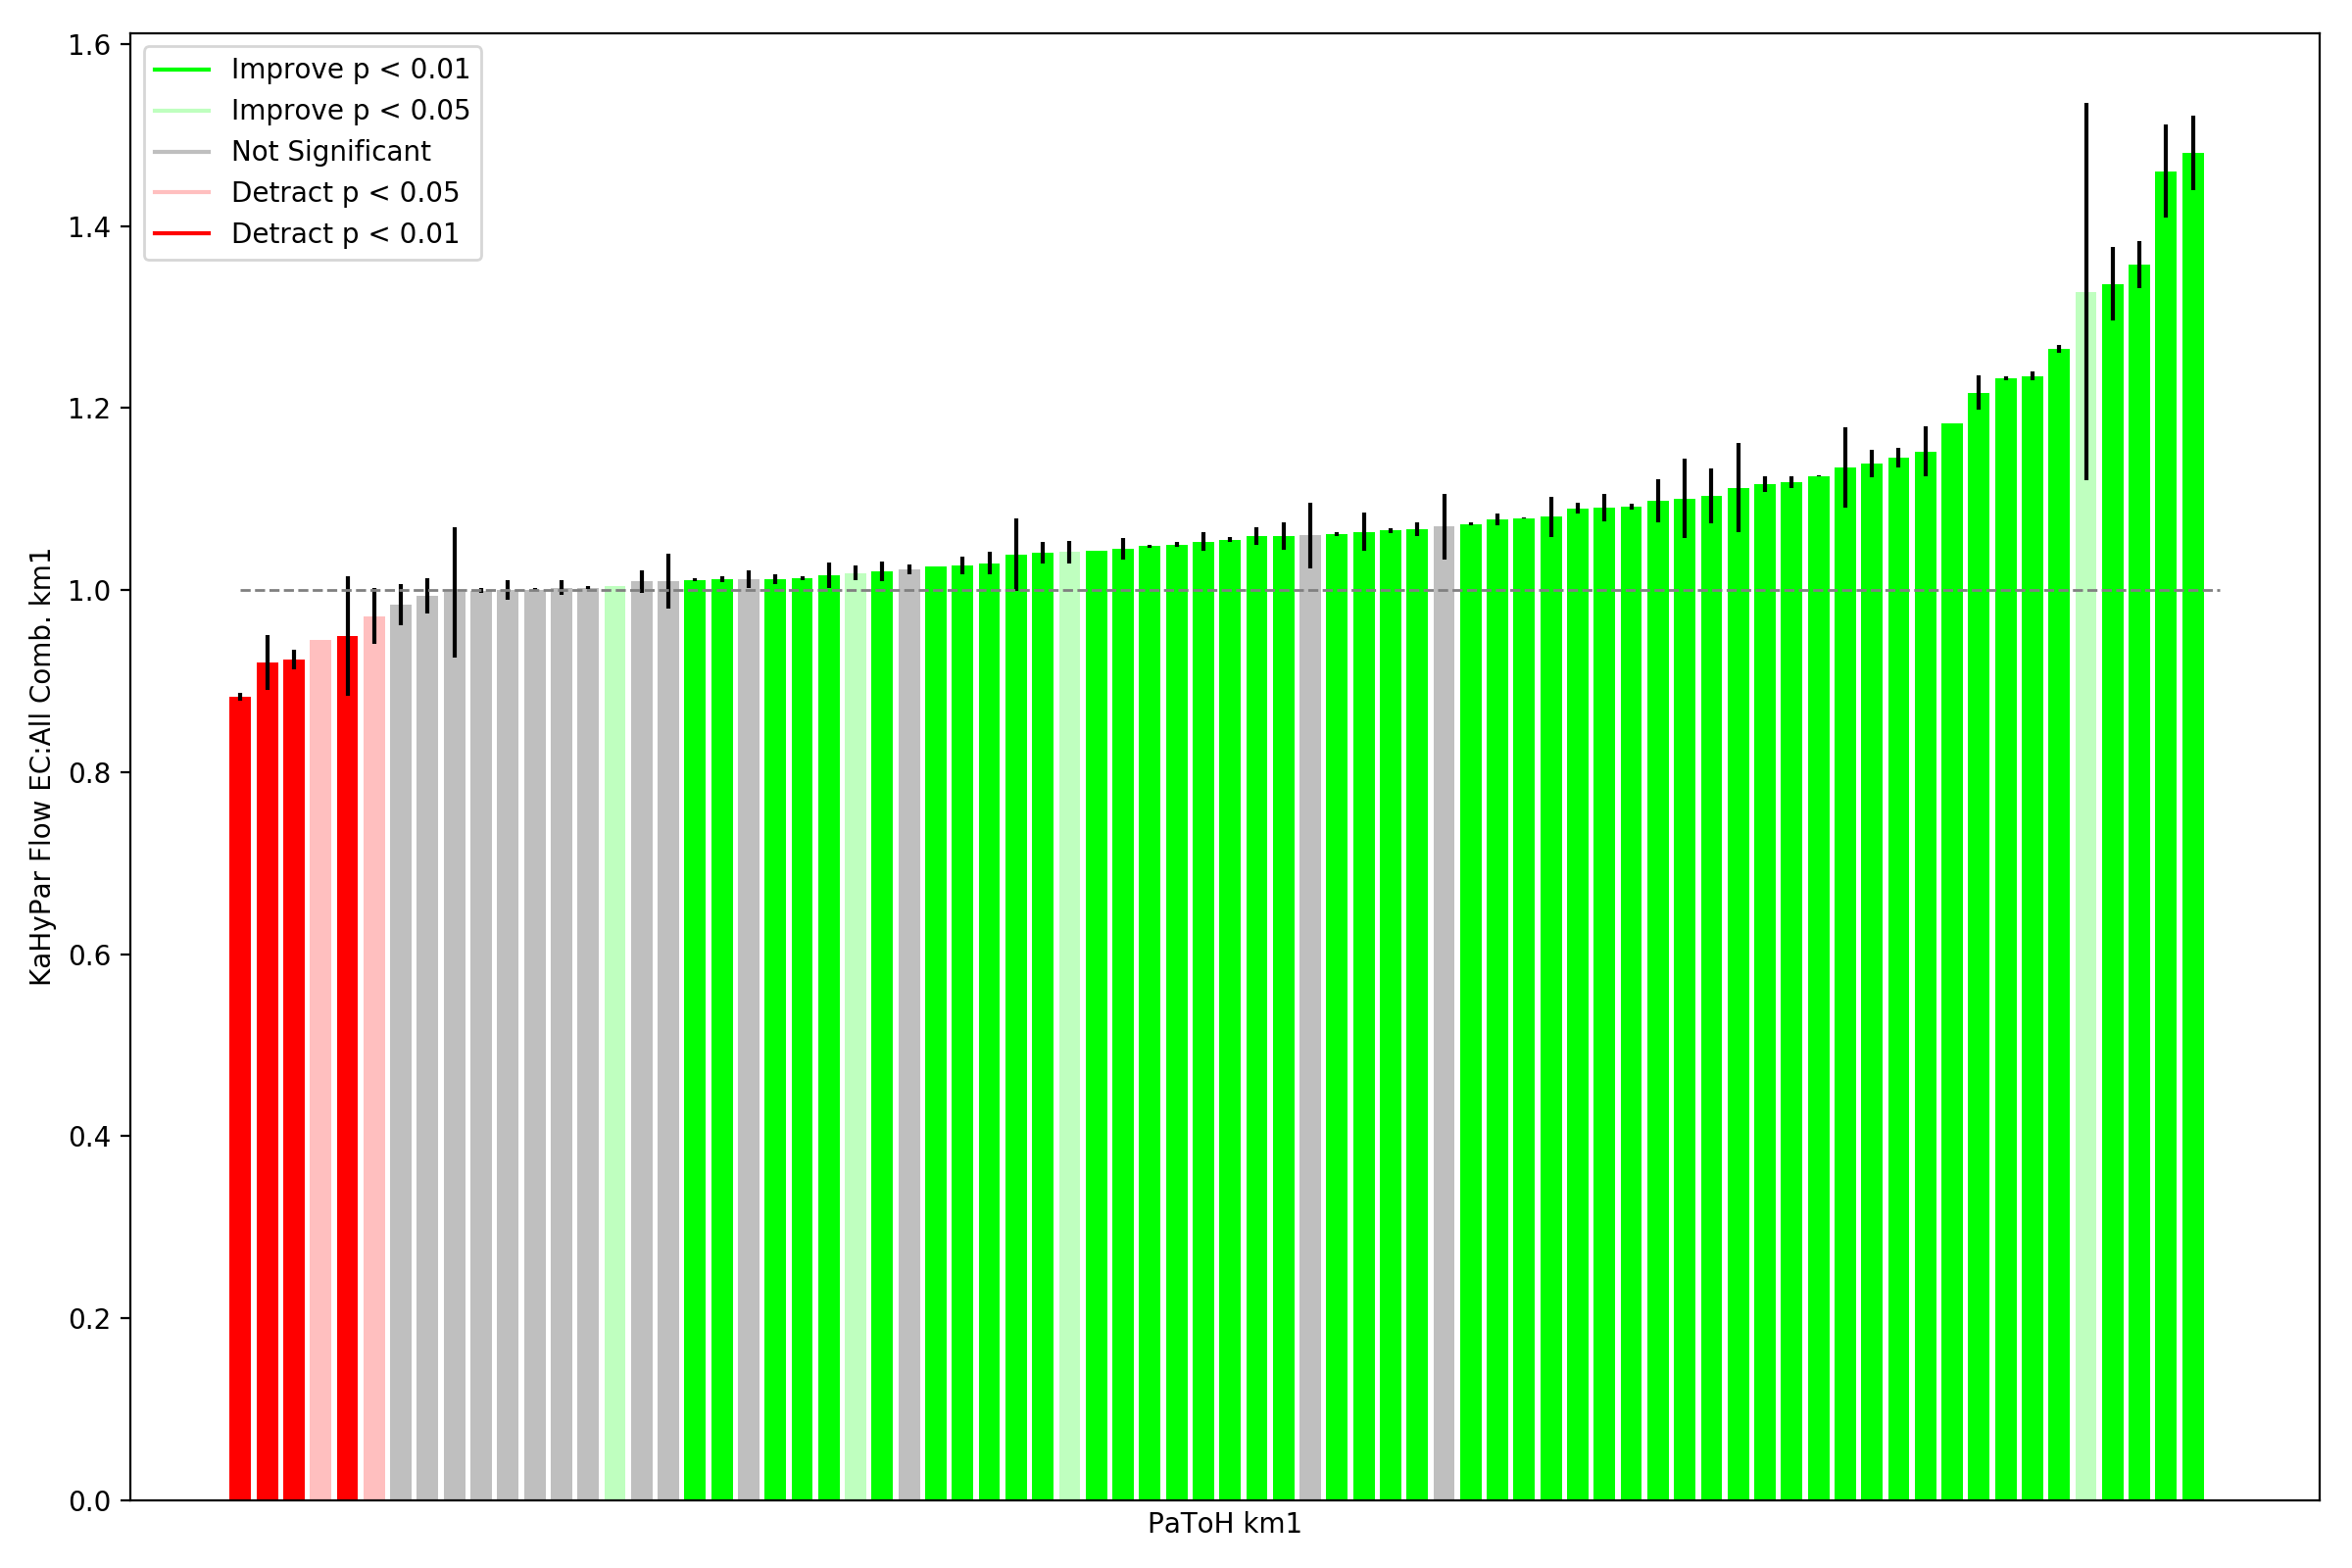 1.6
1.4
1.2
1.0
0.8
0.6
0.4
0.2
0.0
Improve p < 0.01
Improve p < 0.05
Not Significant
Detract p < 0.05
Detract p < 0.01
KaHyPar Flow EC:All Comb. km1
PaToH km1